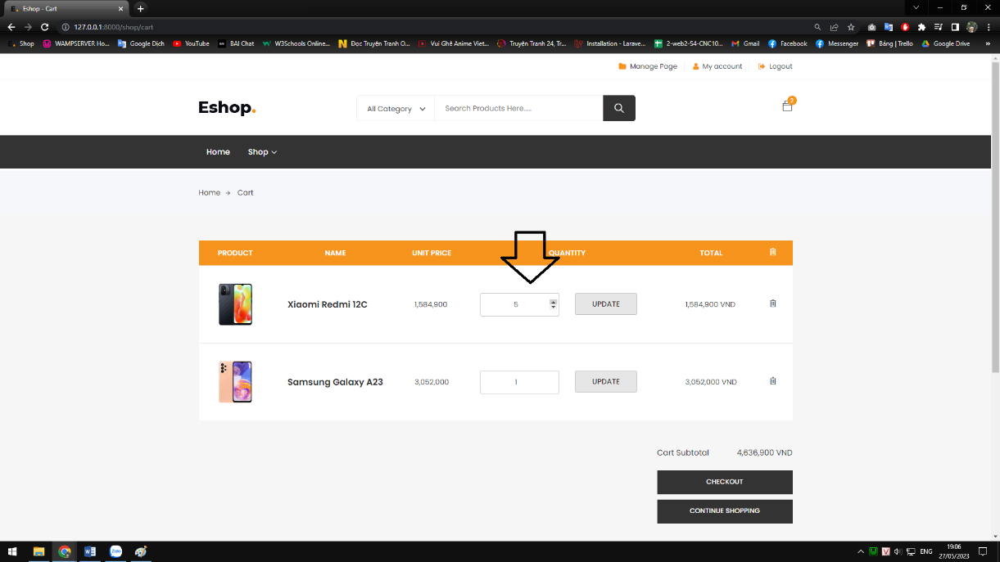 E. Eshop - Cart
127.0.0.1:8000/shop/cart
E. Shop WAMPSERVER Ho... Google Dịch YouTube BAI Chat W3Schools Online... Đọc Truyện Tranh O... Vui Ghê Anime Viet... Truyện Tranh 24, Tr... Installation - Larave... 2-web2-S4-CNC10... Gmail Facebook Messenger Bảng | Trello Google Drive »
Manage Page My account Logout
Eshop. All Category Search Products Here..... 2
Home Shop
Home → Cart
PRODUCT NAME UNIT PRICE QUANTITY TOTAL
Xiaomi Redmi 12C 1,584,900 5 UPDATE 1,584,900 VND
Samsung Galaxy A23 3,052,000 1 UPDATE 3,052,000 VND
Cart Subtotal 4,636,900 VND
CHECKOUT
CONTINUE SHOPPING
Zalo ENG 19:06
27/05/2023